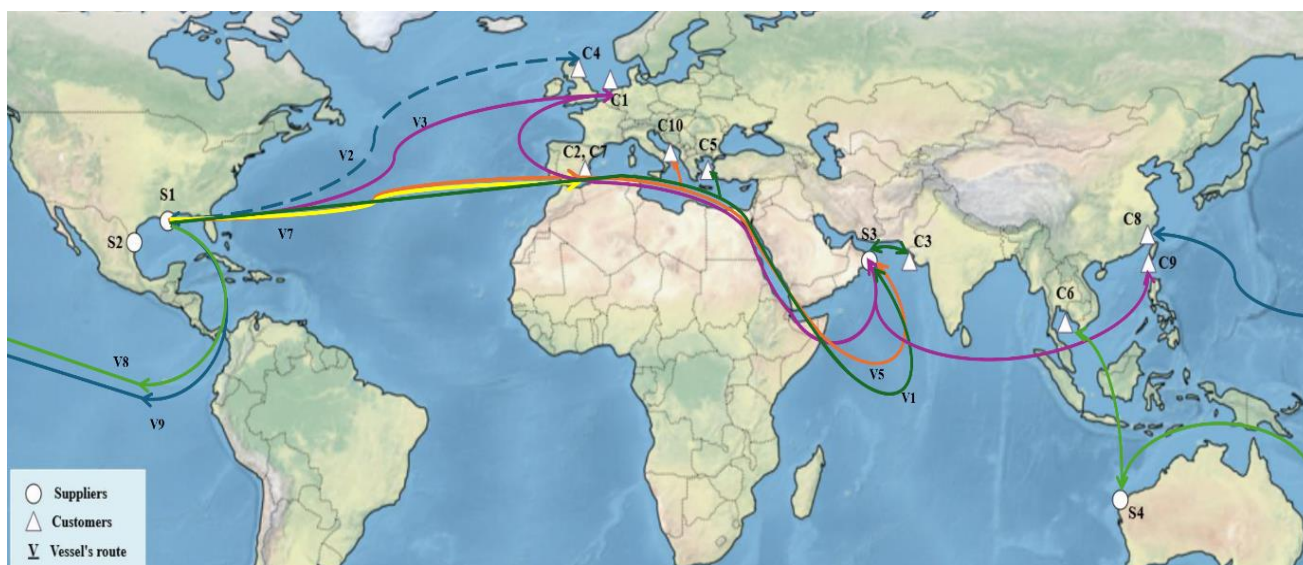 C4
C1
V3
C10
V2
C2, C7
C5
S1
V7
S2
S3
C3
C8
C9
C6
V8
V5
V1
V9
S4
Suppliers
Customers
V Vessel's route